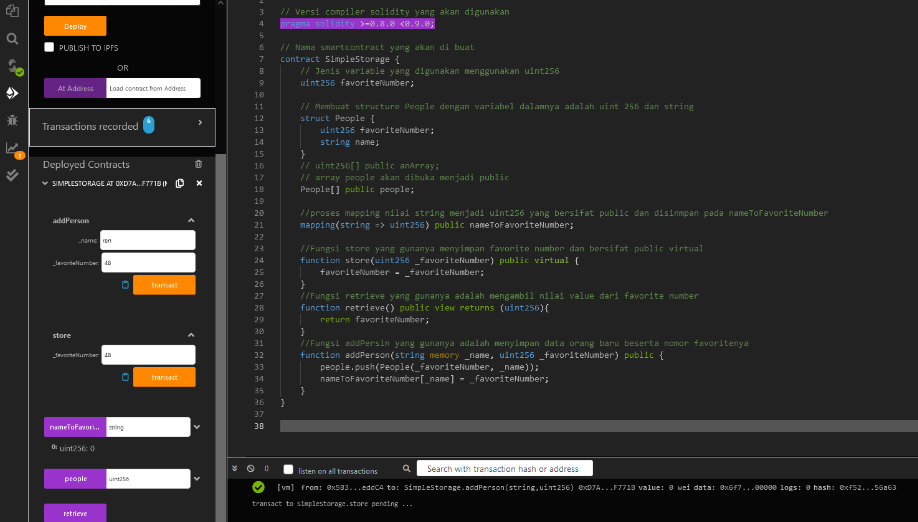 Deploy
PUBLISH TO IPFS
OR
At Address
Load contract from Address
Transactions recorded 6
Deployed Contracts
SIMPLESTORAGE AT 0XD7A...F771B (
addPerson
_name: ren
_favoriteNumber: 48
transact
store
_favoriteNumber: 48
transact
nameToFavori... string
0: uint256: 0
people uint256
retrieve
3 // Versi compiler solidity yang akan digunakan
4 pragma solidity >=0.8.0 <0.9.0;
5
6 // Nama smartcontract yang akan di buat
7 contract SimpleStorage {
8 // Jenis variable yang digunakan menggunakan uint256
9 uint256 favoriteNumber;
10
11 // Membuat structure People dengan variabel dalamnya adalah uint 256 dan string
12 struct People {
13 uint256 favoriteNumber;
14 string name;
15 }
16 // uint256[] public anArray;
17 // array people akan dibuka menjadi public
18 People[] public people;
19
20 //proses mapping nilai string menjadi uint256 yang bersifat public dan disinmpan pada nameToFavoriteNumber
21 mapping(string => uint256) public nameToFavoriteNumber;
22
23 //Fungsi store yang gunanya menyimpan favorite number dan bersifat public virtual
24 function store(uint256 _favoriteNumber) public virtual {
25 favoriteNumber = _favoriteNumber;
26 }
27 //Fungsi retrieve yang gunanya adalah mengambil nilai value dari favorite number
28 function retrieve() public view returns (uint256){
29 return favoriteNumber;
30 }
31 //Fungsi addPersin yang gunanya adalah menyimpan data orang baru beserta nomor favoritenya
32 function addPerson(string memory _name, uint256 _favoriteNumber) public {
33 people.push(People(_favoriteNumber, _name));
34 nameToFavoriteNumber[_name] = _favoriteNumber;
35 }
36 }
37
38
0 listen on all transactions Search with transaction hash or address
[vm] from: 0x5B3...eddC4 to: SimpleStorage.addPerson(string,uint256) 0xD7A...F771B value: 0 wei data: 0x6f7...00000 logs: 0 hash: 0xf52...56a63
transact to SimpleStorage.store pending ...